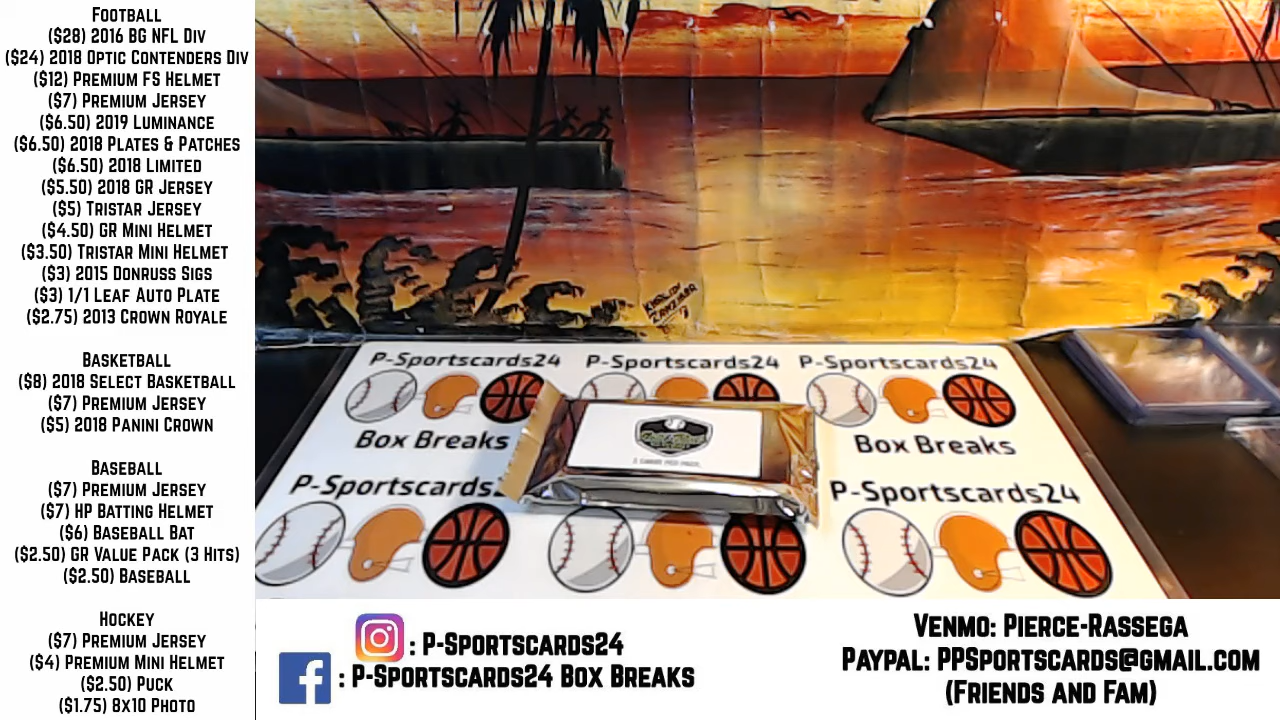 Football
($28) 2016 BG NFL Div
($24) 2018 Optic Contenders Div
($12) Premium FS Helmet
($7) Premium Jersey
($6.50) 2019 Luminance
($6.50) 2018 Plates & Patches
($6.50) 2018 Limited
($5.50) 2018 GR Jersey
($5) Tristar Jersey
($4.50) GR Mini Helmet
($3.50) Tristar Mini Helmet
($3) 2015 Donruss Sigs
($3) 1/1 Leaf Auto Plate
($2.75) 2013 Crown Royale
Basketball
($8) 2018 Select Basketball
($7) Premium Jersey
($5) 2018 Panini Crown
Baseball
($7) Premium Jersey
($7) HP Batting Helmet
($6) Baseball Bat
($2.50) GR Value Pack (3 Hits)
($2.50) Baseball
Hockey
($7) Premium Jersey
($4) Premium Mini Helmet
($2.50) Puck
($1.75) 8x10 Photo
P-Sportscards24 P-Sportscards24 P-Sportscards24
Box Breaks Box Breaks
P-Sportscards P-Sportscards24
: P-Sportscards24
: P-Sportscards24 Box Breaks
Venmo: Pierce-Rassega
Paypal: PPSportscards@gmail.com
(Friends and Fam)